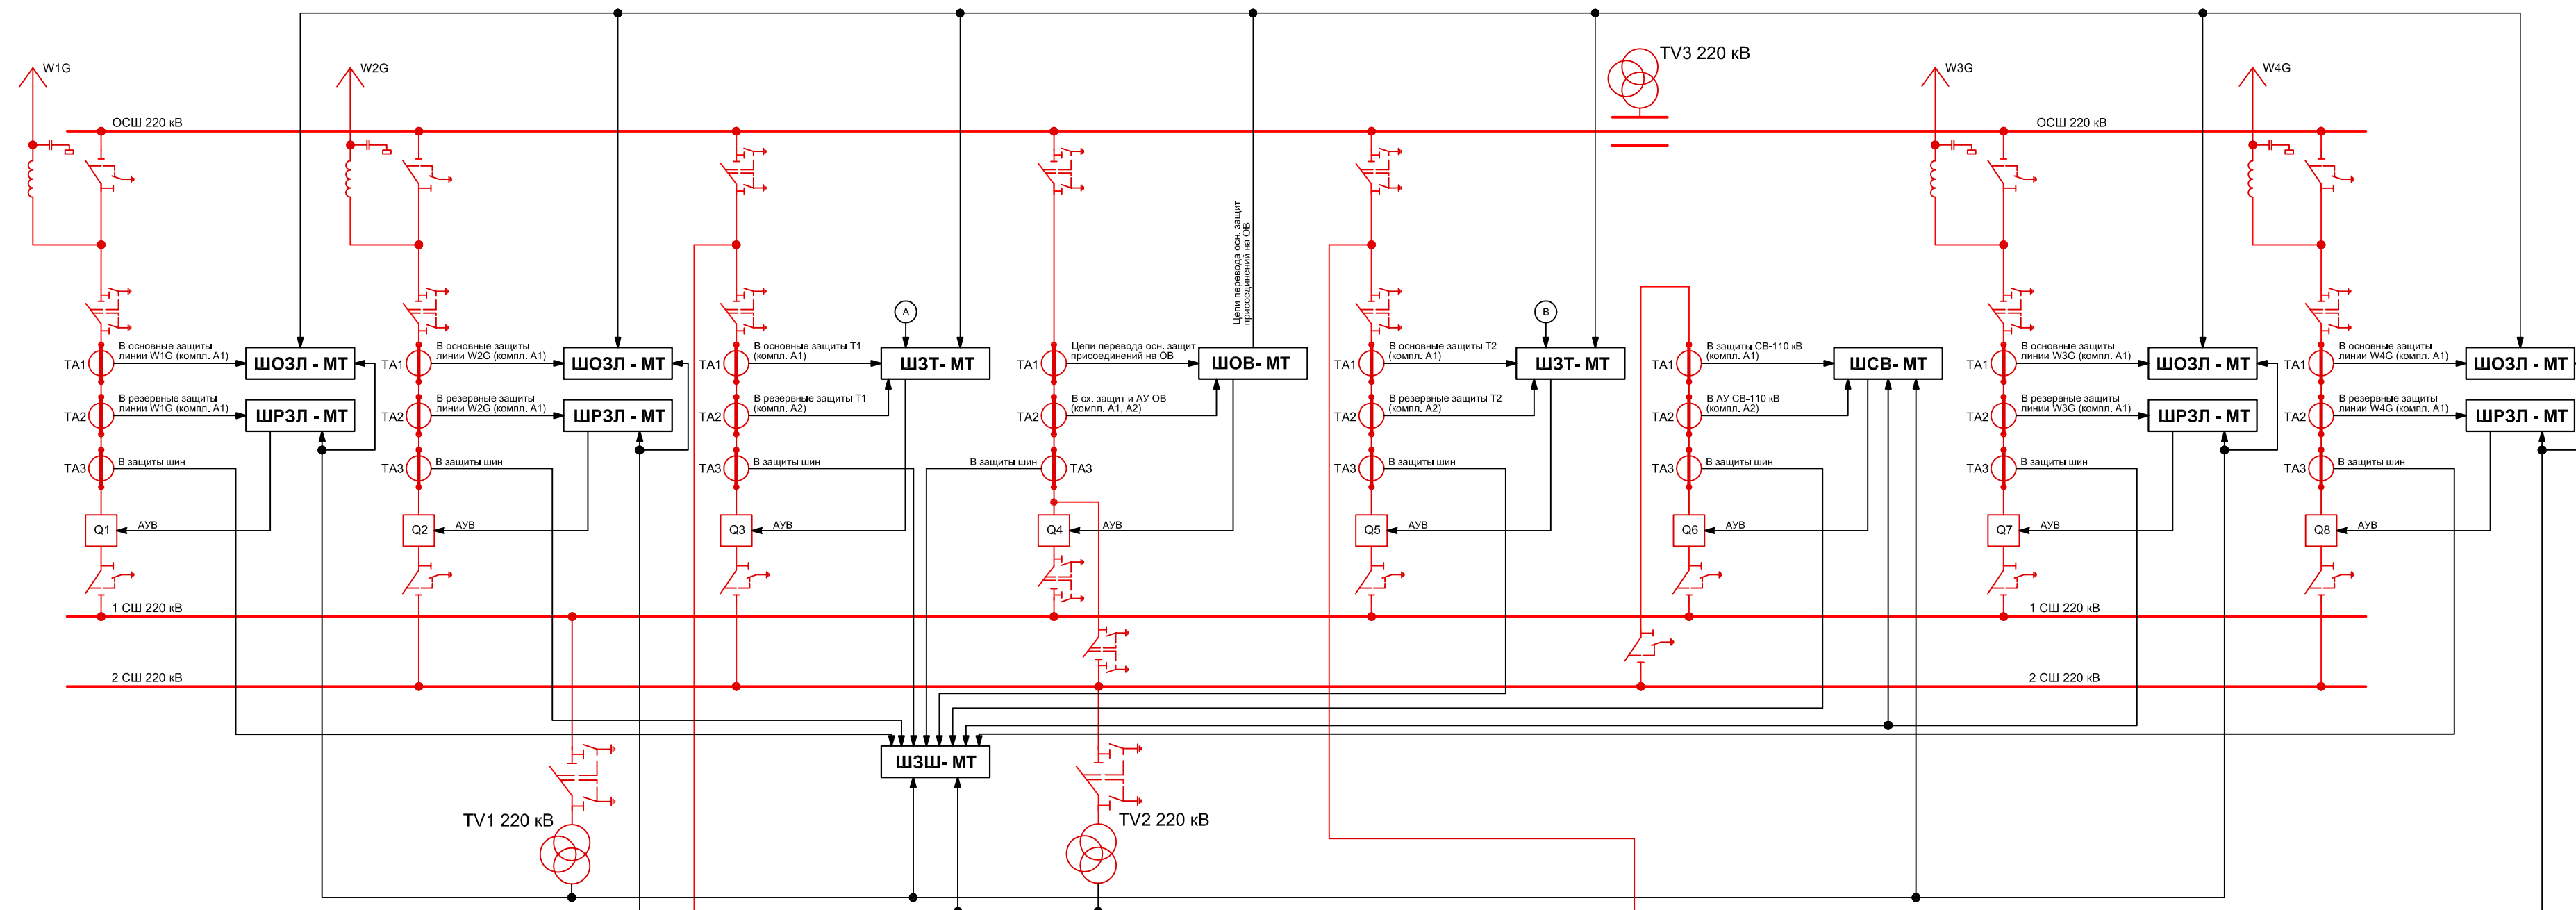 TV3 220 кВ
W1G
W2G
W3G
W4G
ОСШ 220 кВ
ОСШ 220 кВ
Цепи перевода осн. защит
присоединений на ОВ
A
B
TA1
В основные защиты
линии W1G (компл. А1)
ШОЗЛ - МТ
TA1
В основные защиты
линии W2G (компл. А1)
ШОЗЛ - МТ
TA1
В основные защиты Т1
(компл. А1)
ШЗТ- МТ
TA1
Цепи перевода осн. защит
присоединений на ОВ
ШОВ- МТ
TA1
В основные защиты Т2
(компл. А1)
ШЗТ- МТ
TA1
В защиты СВ-110 кВ
(компл. А1)
ШСВ- МТ
TA1
В основные защиты
линии W3G (компл. А1)
ШОЗЛ - МТ
TA1
В основные защиты
линии W4G (компл. А1)
ШОЗЛ - МТ
TA2
В резервные защиты
линии W1G (компл. А1)
ШРЗЛ - МТ
TA2
В резервные защиты
линии W2G (компл. А1)
ШРЗЛ - МТ
TA2
В резервные защиты Т1
(компл. А2)
TA2
В сх. защит и АУ ОВ
(компл. А1, А2)
TA2
В резервные защиты Т2
(компл. А2)
TA2
В АУ СВ-110 кВ
(компл. А2)
TA2
В резервные защиты
линии W3G (компл. А1)
ШРЗЛ - МТ
TA2
В резервные защиты
линии W4G (компл. А1)
ШРЗЛ - МТ
TA3
В защиты шин
TA3
В защиты шин
TA3
В защиты шин
В защиты шин
TA3
TA3
В защиты шин
TA3
В защиты шин
TA3
В защиты шин
TA3
В защиты шин
Q1
АУВ
Q2
АУВ
Q3
АУВ
Q4
АУВ
Q5
АУВ
Q6
АУВ
Q7
АУВ
Q8
АУВ
1 СШ 220 кВ
1 СШ 220 кВ
2 СШ 220 кВ
2 СШ 220 кВ
ШЗШ- МТ
TV1 220 кВ
TV2 220 кВ